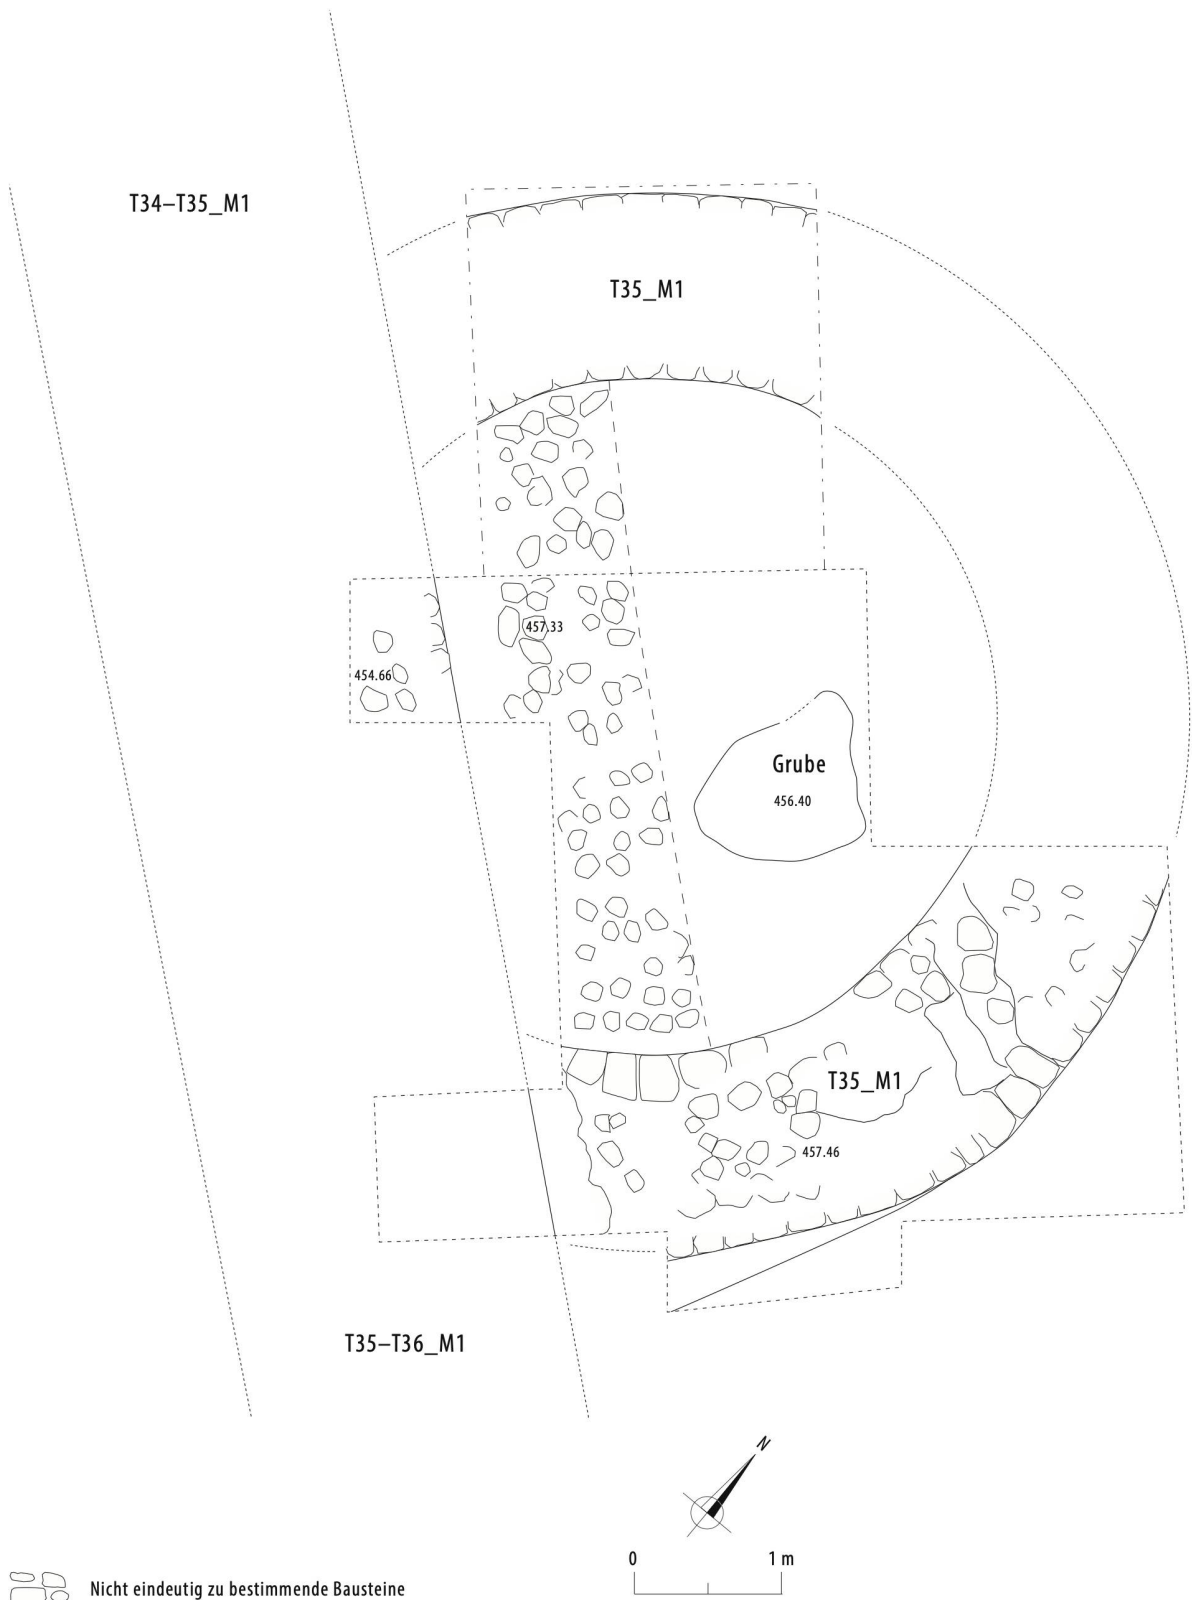 T34–T35_M1
T35_M1
457.33
454.66
Grube
456.40
T35_M1
457.46
T35–T36_M1
N
0 1 m
Nicht eindeutig zu bestimmende Bausteine